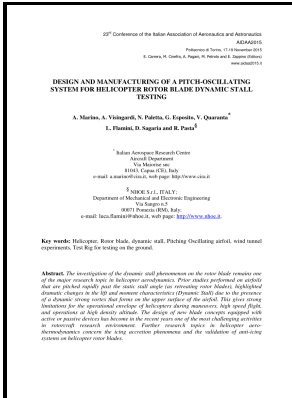 23rd Conference of the Italian Association of Aeronautics and Astronautics
AIDAA2015
Politecnico di Torino, 17-19 November 2015
E. Carrera, M. Cinefra, A. Pagani, M. Petrolo and E. Zappino (Editors)
www.aidaa2015.it
DESIGN AND MANUFACTURING OF A PITCH-OSCILLATING
SYSTEM FOR HELICOPTER ROTOR BLADE DYNAMIC STALL
TESTING
A. Marino, A. Visingardi, N. Paletta, G. Esposito, V. Quaranta*
L. Flamini, D. Sagaria and R. Pasta§
* Italian Aerospace Research Centre
Aircraft Department
Via Maiorise snc
81043 Capua (CE), Italy
e-mail: a.marino@cira.it, web page: http://www.cira.it
§ NHOE S.r.l., ITALY;
Department of Mechanical and Electronic Engineering
Via Sangro n.5
00071 Pomezia (RM), Italy,
e-mail: luca.flamini@nhoe.it, web page: http://www.nhoe.it.
Key words: Helicopter, Rotor blade, dynamic stall, Pitching Oscillating airfoil, wind tunnel
experiments, Test Rig for testing on the ground.
Abstract. The investigation of the dynamic stall phenomenon on the rotor blade remains one
of the major research topic in helicopter aerodynamics. Prior studies performed on airfoils
that are pitched rapidly past the static stall angle (as retreating rotor blades), highlighted
dramatic changes in the lift and moment characteristics (Dynamic Stall) due to the presence
of a dynamic strong vortex that forms on the upper surface of the airfoil. This gives strong
limitations for the operational envelope of helicopters during maneuvers, high speed flight,
and operations at high density altitude. The design of new blade concepts equipped with
active or passive devices has become in the recent years one of the most challenging activities
in rotorcraft research environment. Further research topics in helicopter aero-
thermodynamics concern the icing accretion phenomena and the validation of anti-icing
systems on helicopter rotor blades.